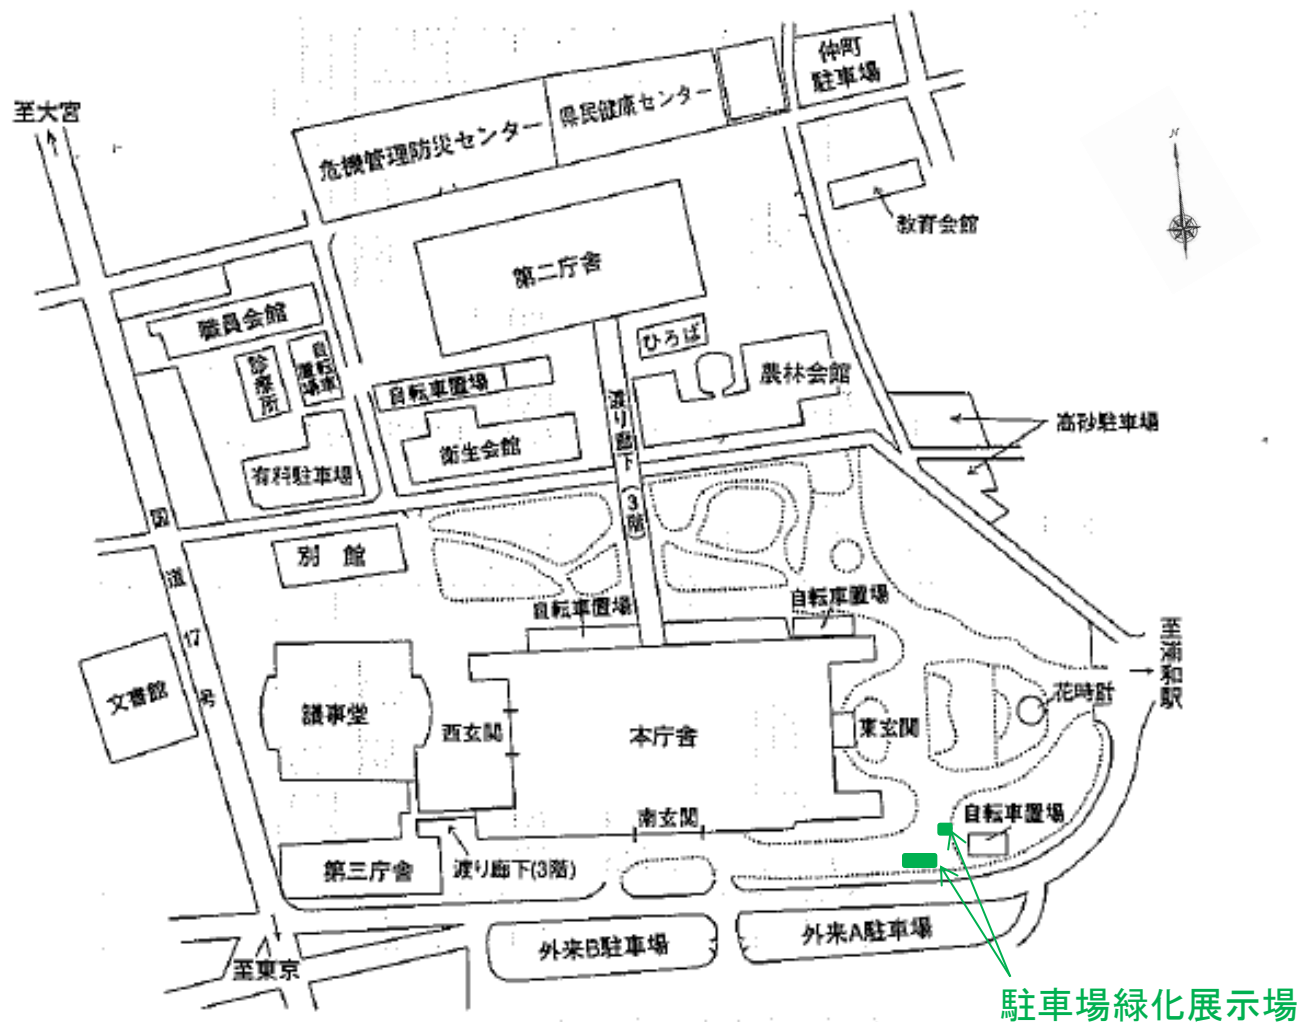 仲町
駐車場
至大宮
県民健康センター
危機管理防災センター
N
教育会館
第二庁舎
職員会館
ひろば
自転車置場
診療所
農林会館
自転車置場
渡り廊下(3階)
高砂駐車場
衛生会館
有料駐車場
国道17号
別館
自転車置場
自転車置場
至浦和駅
文書館
花時計
議事堂
西玄関
本庁舎
東玄関
南玄関
自転車置場
第三庁舎
渡り廊下(3階)
外来B駐車場
外来A駐車場
至東京
駐車場緑化展示場